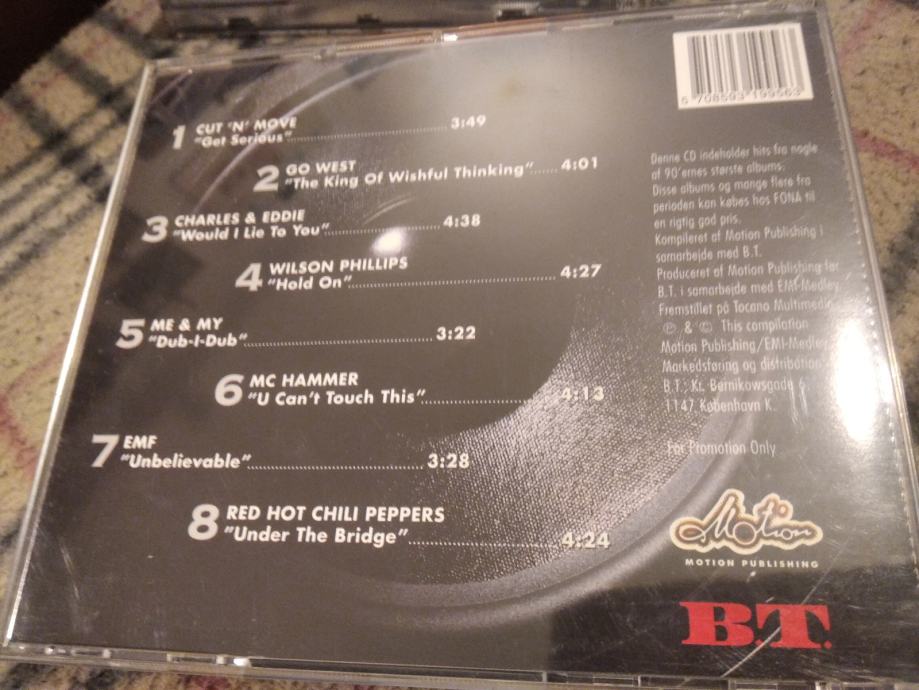 1 CUT 'N' MOVE
"Get Serious" 3:49
2 GO WEST
"The King Of Wishful Thinking" 4:01
3 CHARLES & EDDIE
"Would I Lie To You" 4:38
4 WILSON PHILLIPS
"Hold On" 4:27
5 ME & MY
"Dub-I-Dub" 3:22
6 MC HAMMER
"U Can't Touch This" 4:13
7 EMF
"Unbelievable" 3:28
8 RED HOT CHILI PEPPERS
"Under The Bridge" 4:24
5 708593 199563
Denne CD indeholder hits fra nogle
af 90'ernes største albums.
Disse albums og mange flere fra
perioden kan købes hos FONA til
en rigtig god pris.
Kompileret af Motion Publishing i
samarbejde med B.T.
Produceret af Motion Publishing for
B.T. i samarbejde med EMI-Medley
Fremstillet på Tocano Multimedia
℗ & © This compilation
Motion Publishing/EMI-Medley
Markedsføring og distribution
B.T., Kr. Bernikowsgade 6,
1147 København K.
For Promotion Only
Motion
MOTION PUBLISHING
B.T.